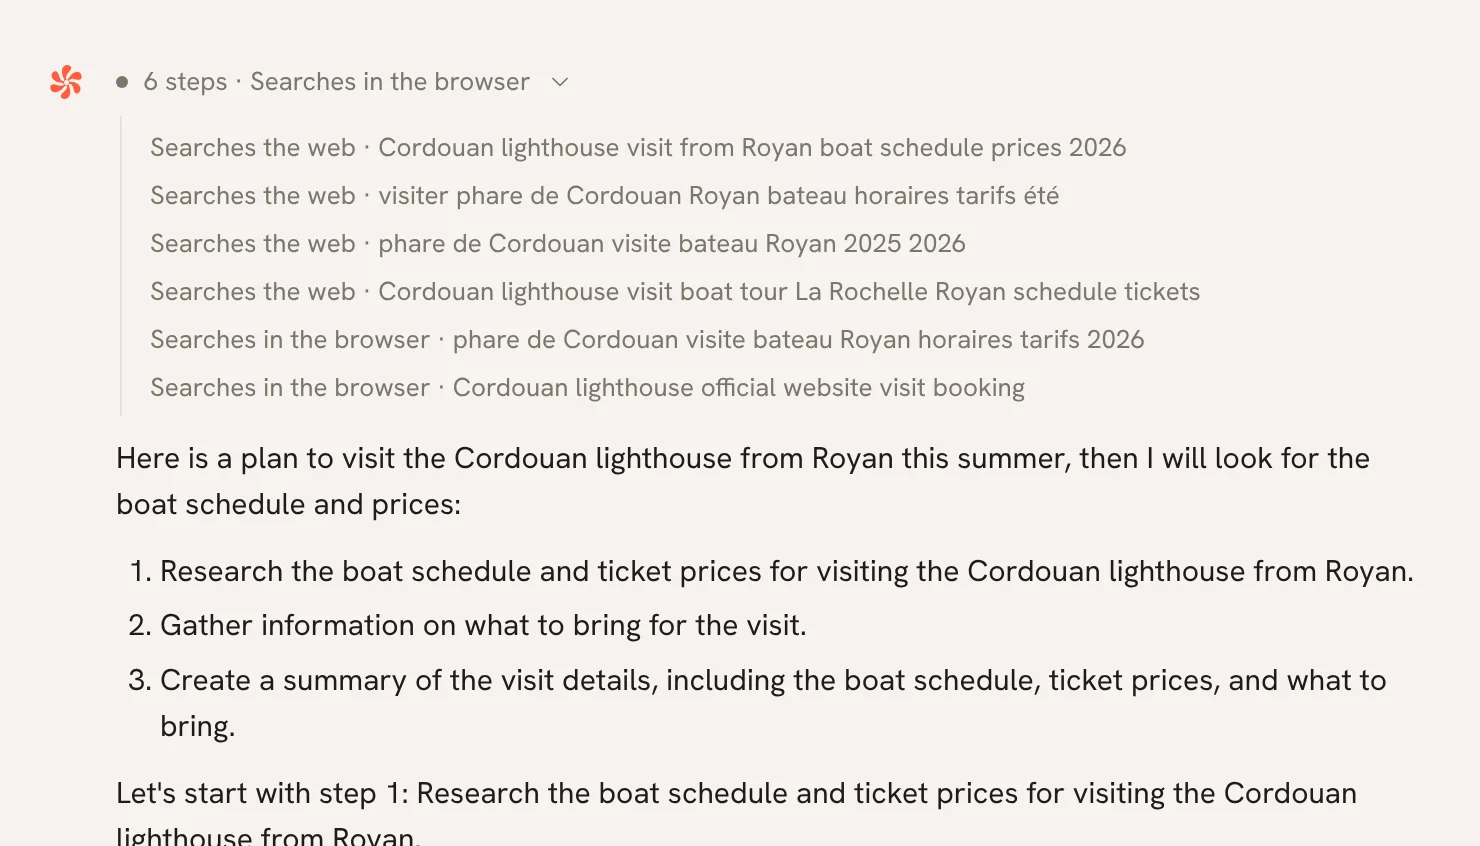 6 steps · Searches in the browser
Searches the web · Cordouan lighthouse visit from Royan boat schedule prices 2026
Searches the web · visiter phare de Cordouan Royan bateau horaires tarifs été
Searches the web · phare de Cordouan visite bateau Royan 2025 2026
Searches the web · Cordouan lighthouse visit boat tour La Rochelle Royan schedule tickets
Searches in the browser · phare de Cordouan visite bateau Royan horaires tarifs 2026
Searches in the browser · Cordouan lighthouse official website visit booking
Here is a plan to visit the Cordouan lighthouse from Royan this summer, then I will look for the
boat schedule and prices:
1. Research the boat schedule and ticket prices for visiting the Cordouan lighthouse from Royan.
2. Gather information on what to bring for the visit.
3. Create a summary of the visit details, including the boat schedule, ticket prices, and what to
bring.
Let's start with step 1: Research the boat schedule and ticket prices for visiting the Cordouan
lighthouse from Royan.